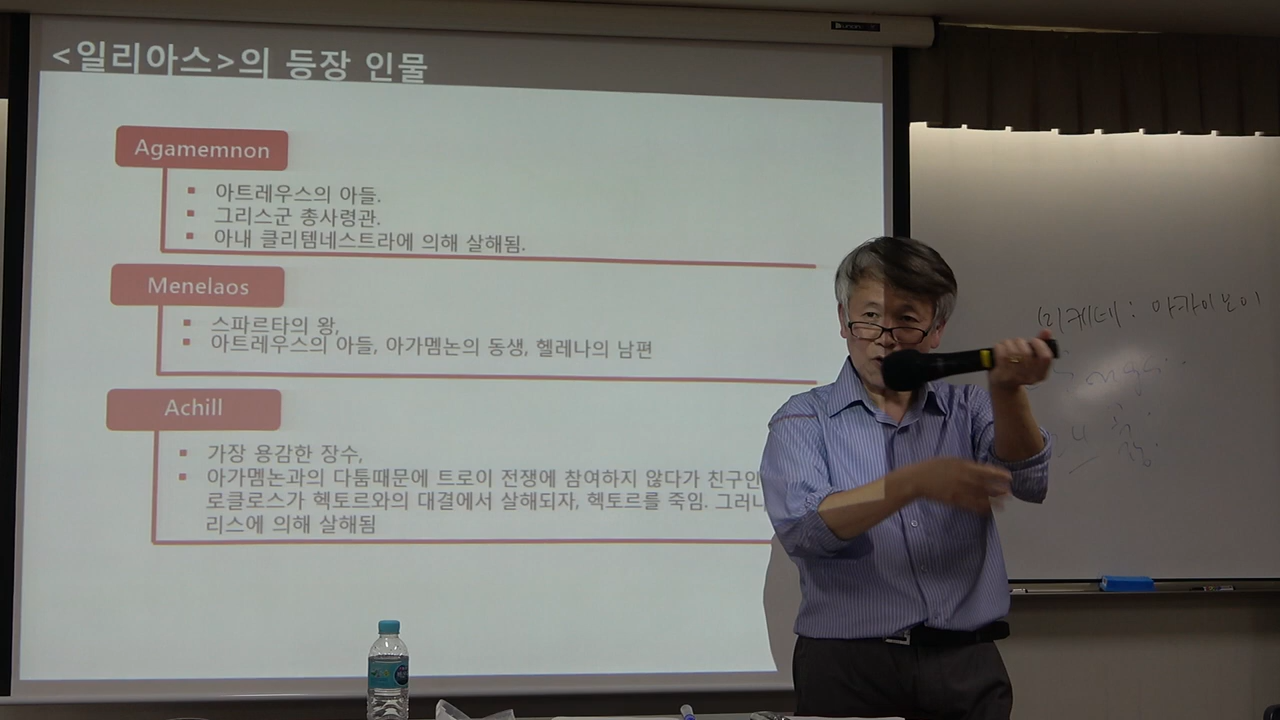 <일리아스>의 등장 인물
Agamemnon
아트레우스의 아들.
그리스군 총사령관.
아내 클리템네스트라에 의해 살해됨.
Menelaos
스파르타의 왕,
아트레우스의 아들, 아가멤논의 동생, 헬레나의 남편
Achill
가장 용감한 장수,
아가멤논과의 다툼때문에 트로이 전쟁에 참여하지 않다가 친구인
로클로스가 헥토르와의 대결에서 살해되자, 헥토르를 죽임. 그러나
리스에 의해 살해됨
미케네: 아카이노이